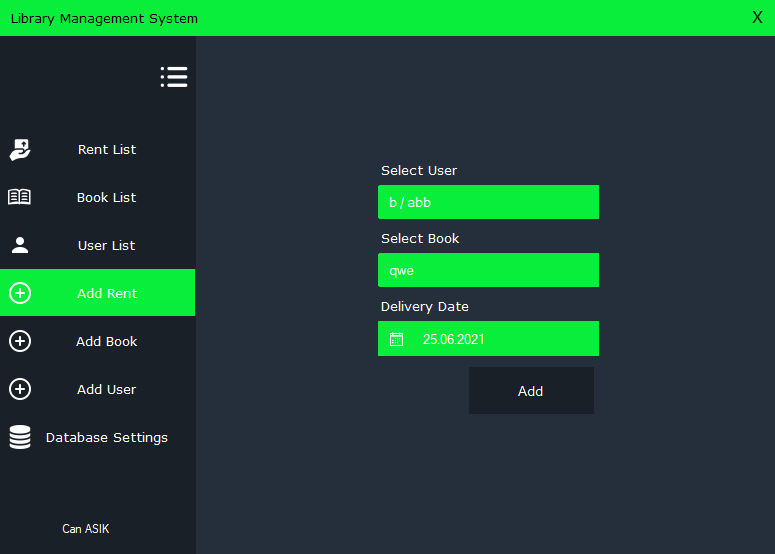 Library Management System
X
Rent List
Book List
User List
Add Rent
Add Book
Add User
Database Settings
Can ASIK
Select User
b / abb
Select Book
qwe
Delivery Date
25.06.2021
Add